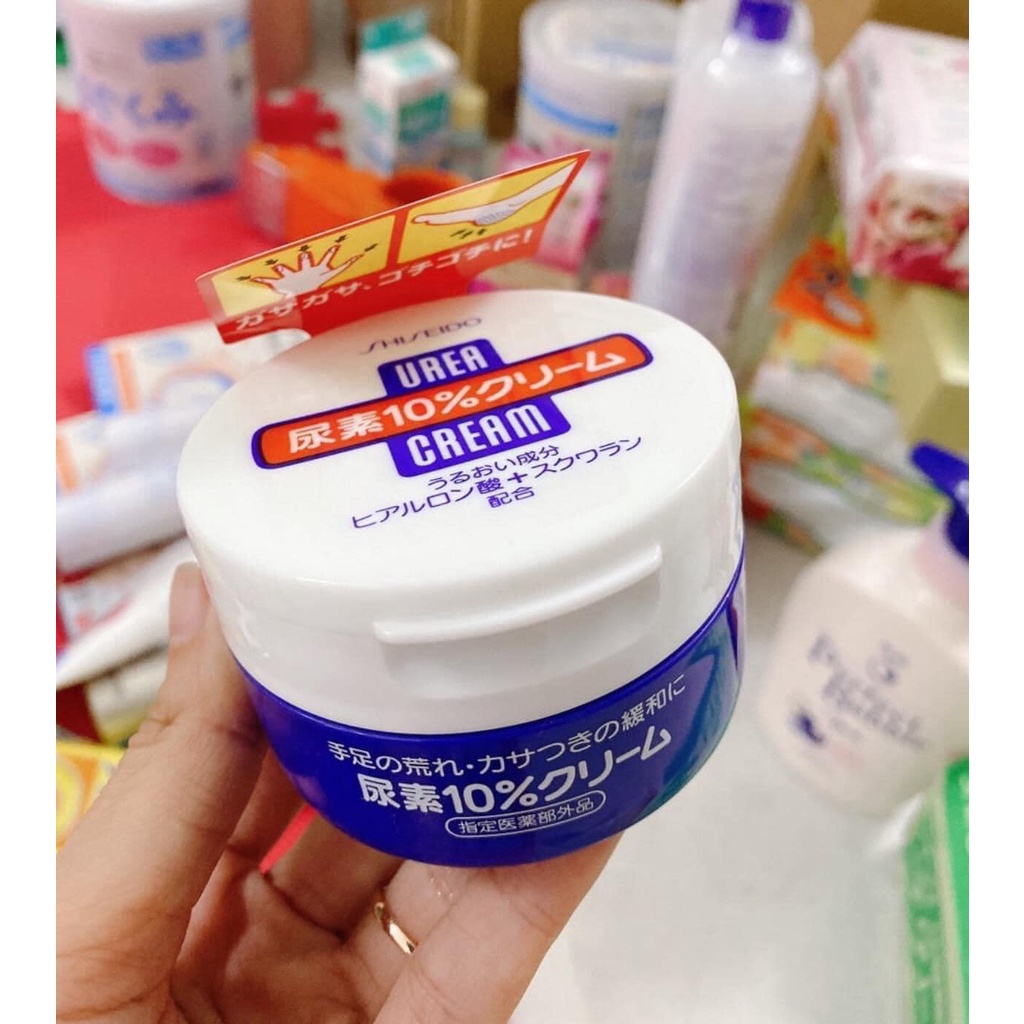 ガサガサ、ゴチゴチに!
SHISEIDO
UREA
尿素10%クリーム
CREAM
うるおい成分
ヒアルロン酸+スクワラン
配合
手足の荒れ・カサつきの緩和に
尿素10%クリーム
指定医薬部外品